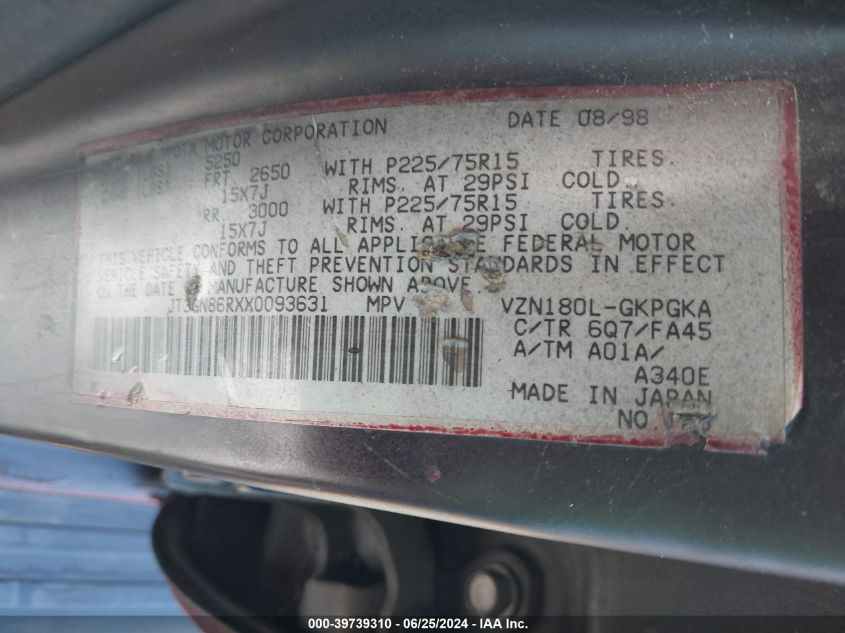 TOYOTA MOTOR CORPORATION DATE 08/98
5250
FRT. 2650 WITH P225/75R15 TIRES.
15X7J RIMS. AT 29PSI COLD.
RR. 3000 WITH P225/75R15 TIRES.
15X7J RIMS. AT 29PSI COLD.
THIS VEHICLE CONFORMS TO ALL APPLICABLE FEDERAL MOTOR
VEHICLE SAFETY AND THEFT PREVENTION STANDARDS IN EFFECT
ON THE DATE OF MANUFACTURE SHOWN ABOVE.
JT3GN86RXX0093631 MPV VZN180L-GKPGKA
C/TR 6Q7/FA45
A/TM A01A/
A340E
MADE IN JAPAN
NO.
000-39739310 / 06/25/2024 - IAA Inc.